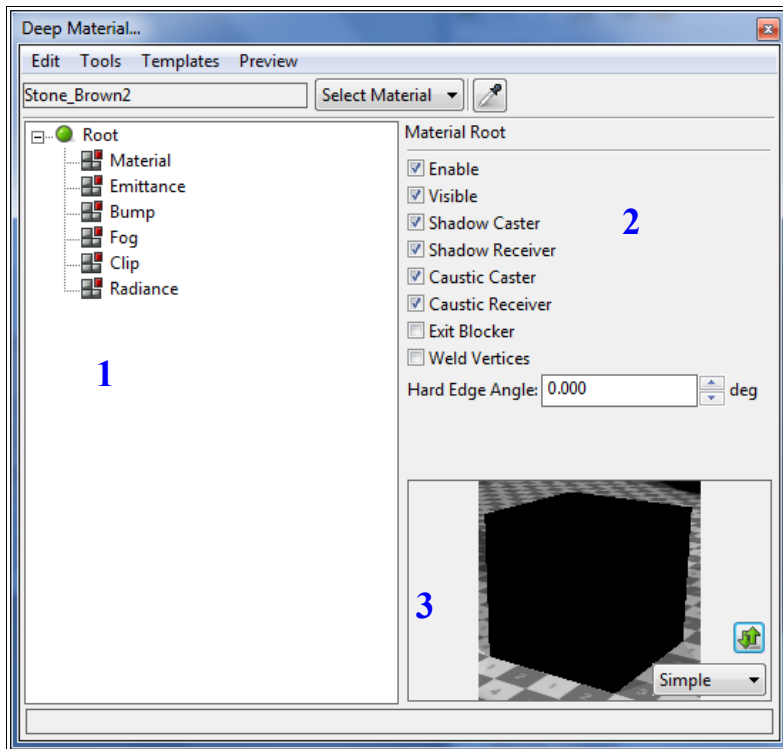 Deep Material...
Edit Tools Templates Preview
Stone_Brown2 Select Material
Root
Material
Emittance
Bump
Fog
Clip
Radiance
1
Material Root
Enable
Visible
Shadow Caster
Shadow Receiver
Caustic Caster
Caustic Receiver
Exit Blocker
Weld Vertices
Hard Edge Angle: 0.000 deg
2
3
Simple